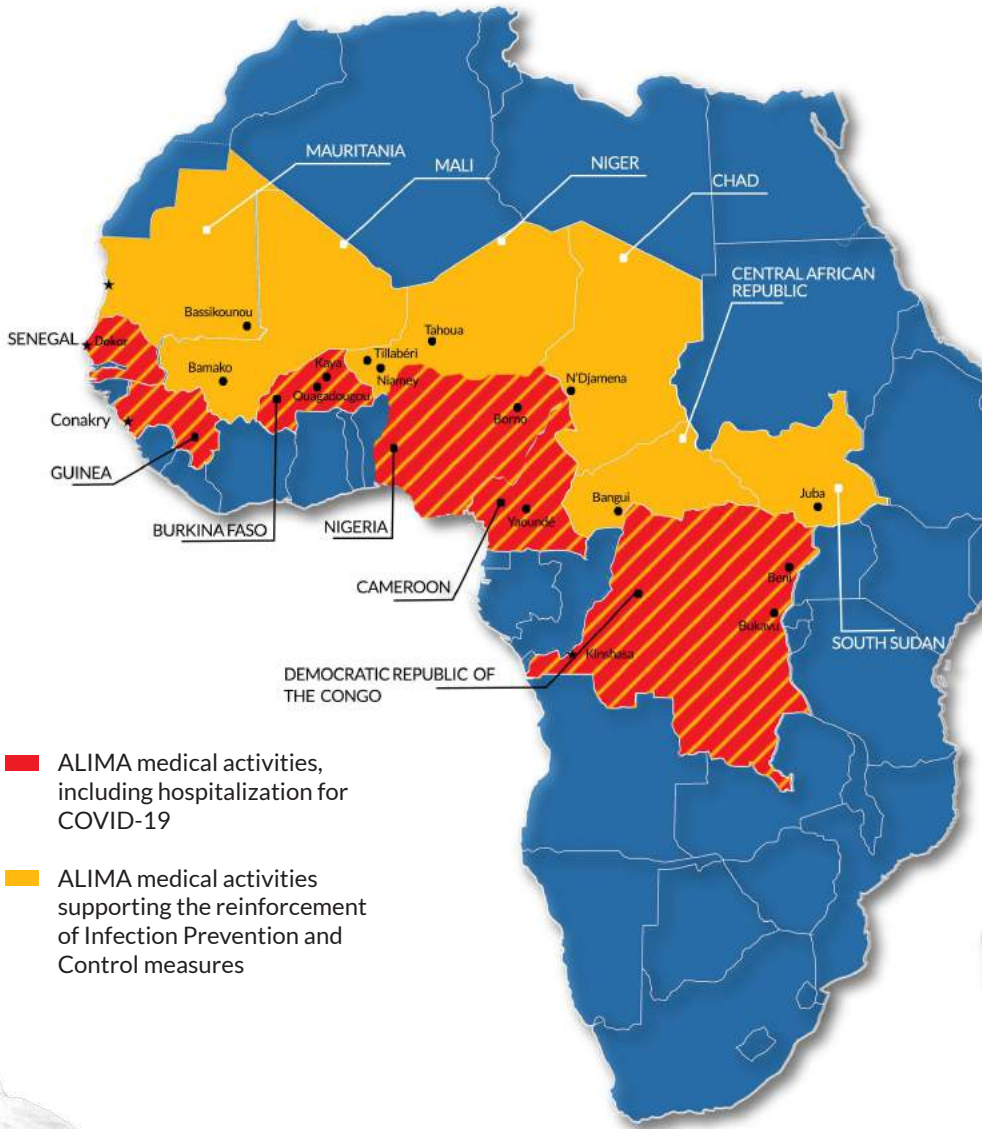 MAURITANIA
MALI
NIGER
CHAD
CENTRAL AFRICAN
REPUBLIC
Bassikounou
SENEGAL
Dakar
Tahoua
Tillabéri
Kaya
Niamey
Bamako
Ouagadougou
N'Djamena
Borno
Conakry
GUINEA
BURKINA FASO
NIGERIA
Bangui
Juba
Yaoundé
CAMEROON
Beni
Bukavu
SOUTH SUDAN
Kinshasa
DEMOCRATIC REPUBLIC OF
THE CONGO
ALIMA medical activities,
including hospitalization for
COVID-19
ALIMA medical activities
supporting the reinforcement
of Infection Prevention and
Control measures